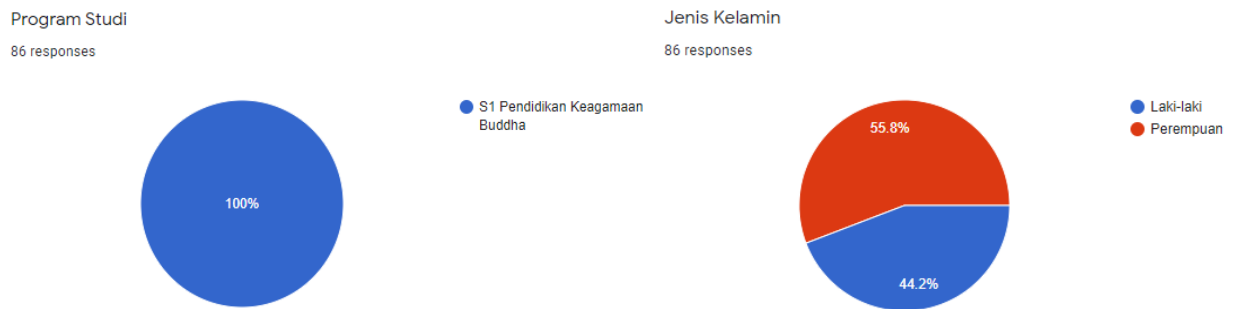 Program Studi
86 responses
S1 Pendidikan Keagamaan
Buddha
100%
Jenis Kelamin
86 responses
Laki-laki
Perempuan
55.8%
44.2%